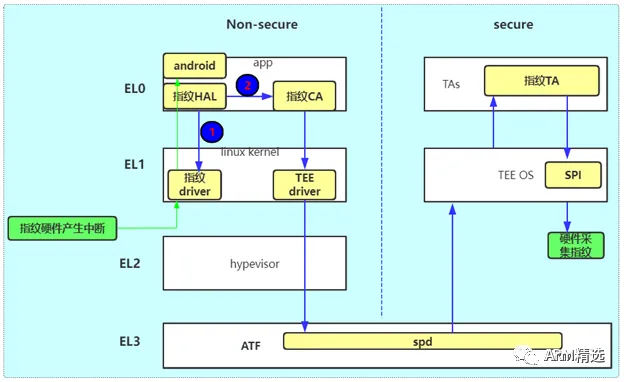 Non-secure
secure
android
app
EL0
指纹HAL
2
指纹CA
TAs
指纹TA
1
linux kernel
EL1
指纹
driver
TEE
driver
TEE OS
SPI
指纹硬件产生中断
硬件采
集指纹
EL2
hypevisor
EL3
ATF
spd
Arm精选